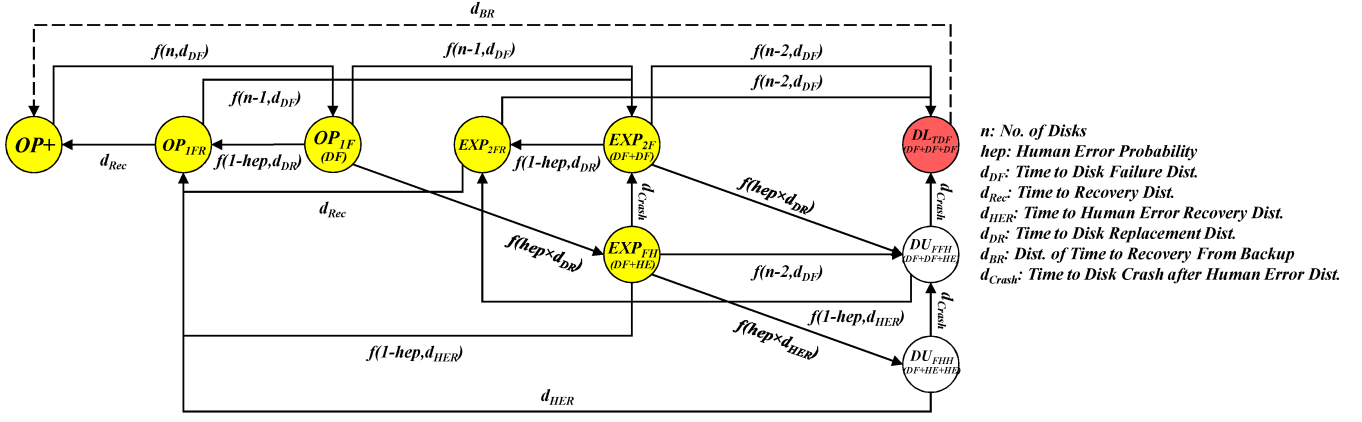 d_BR
f(n,d_DF)
f(n-1,d_DF)
f(n-2,d_DF)
f(n-2,d_DF)
f(n-1,d_DF)
OP+
OP_1FR
OP_1F
(DF)
EXP_2FR
EXP_2F
(DF+DF)
DL_TDF
(DF+DF+DF)
d_Rec
f(1-hep,d_DR)
f(1-hep,d_DR)
d_Rec
d_Crash
f(hep×d_DR)
d_Crash
f(hep×d_DR)
EXP_FH
(DF+HE)
DU_FFH
(DF+DF+HE)
f(n-2,d_DF)
f(1-hep,d_HER)
d_Crash
f(hep×d_HER)
f(1-hep,d_HER)
DU_FHH
(DF+HE+HE)
d_HER
n: No. of Disks
hep: Human Error Probability
d_DF: Time to Disk Failure Dist.
d_Rec: Time to Recovery Dist.
d_HER: Time to Human Error Recovery Dist.
d_DR: Time to Disk Replacement Dist.
d_BR: Dist. of Time to Recovery From Backup
d_Crash: Time to Disk Crash after Human Error Dist.